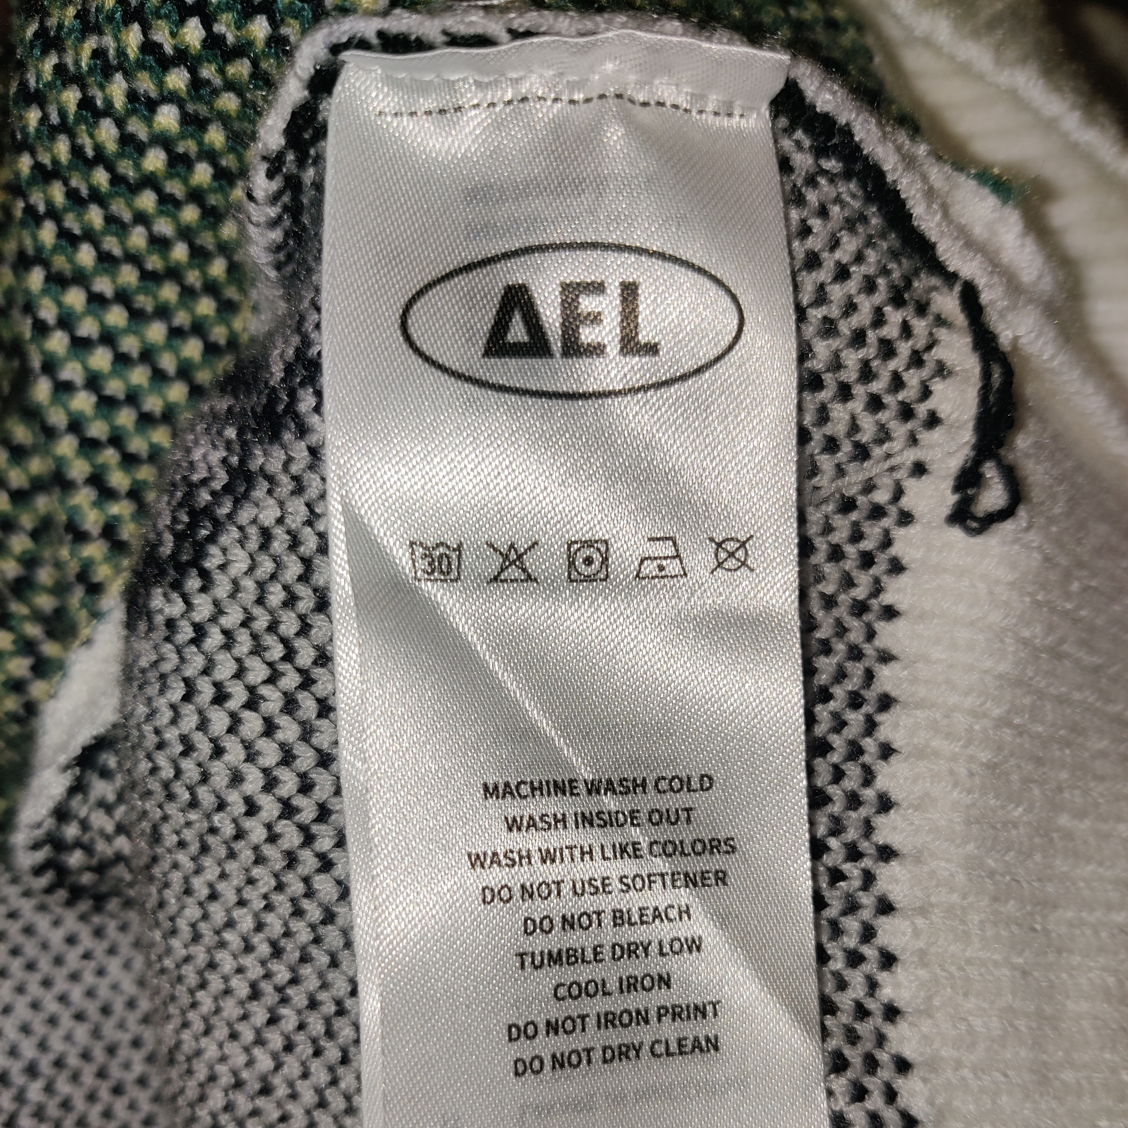 ΔEL
30
MACHINE WASH COLD
WASH INSIDE OUT
WASH WITH LIKE COLORS
DO NOT USE SOFTENER
DO NOT BLEACH
TUMBLE DRY LOW
COOL IRON
DO NOT IRON PRINT
DO NOT DRY CLEAN